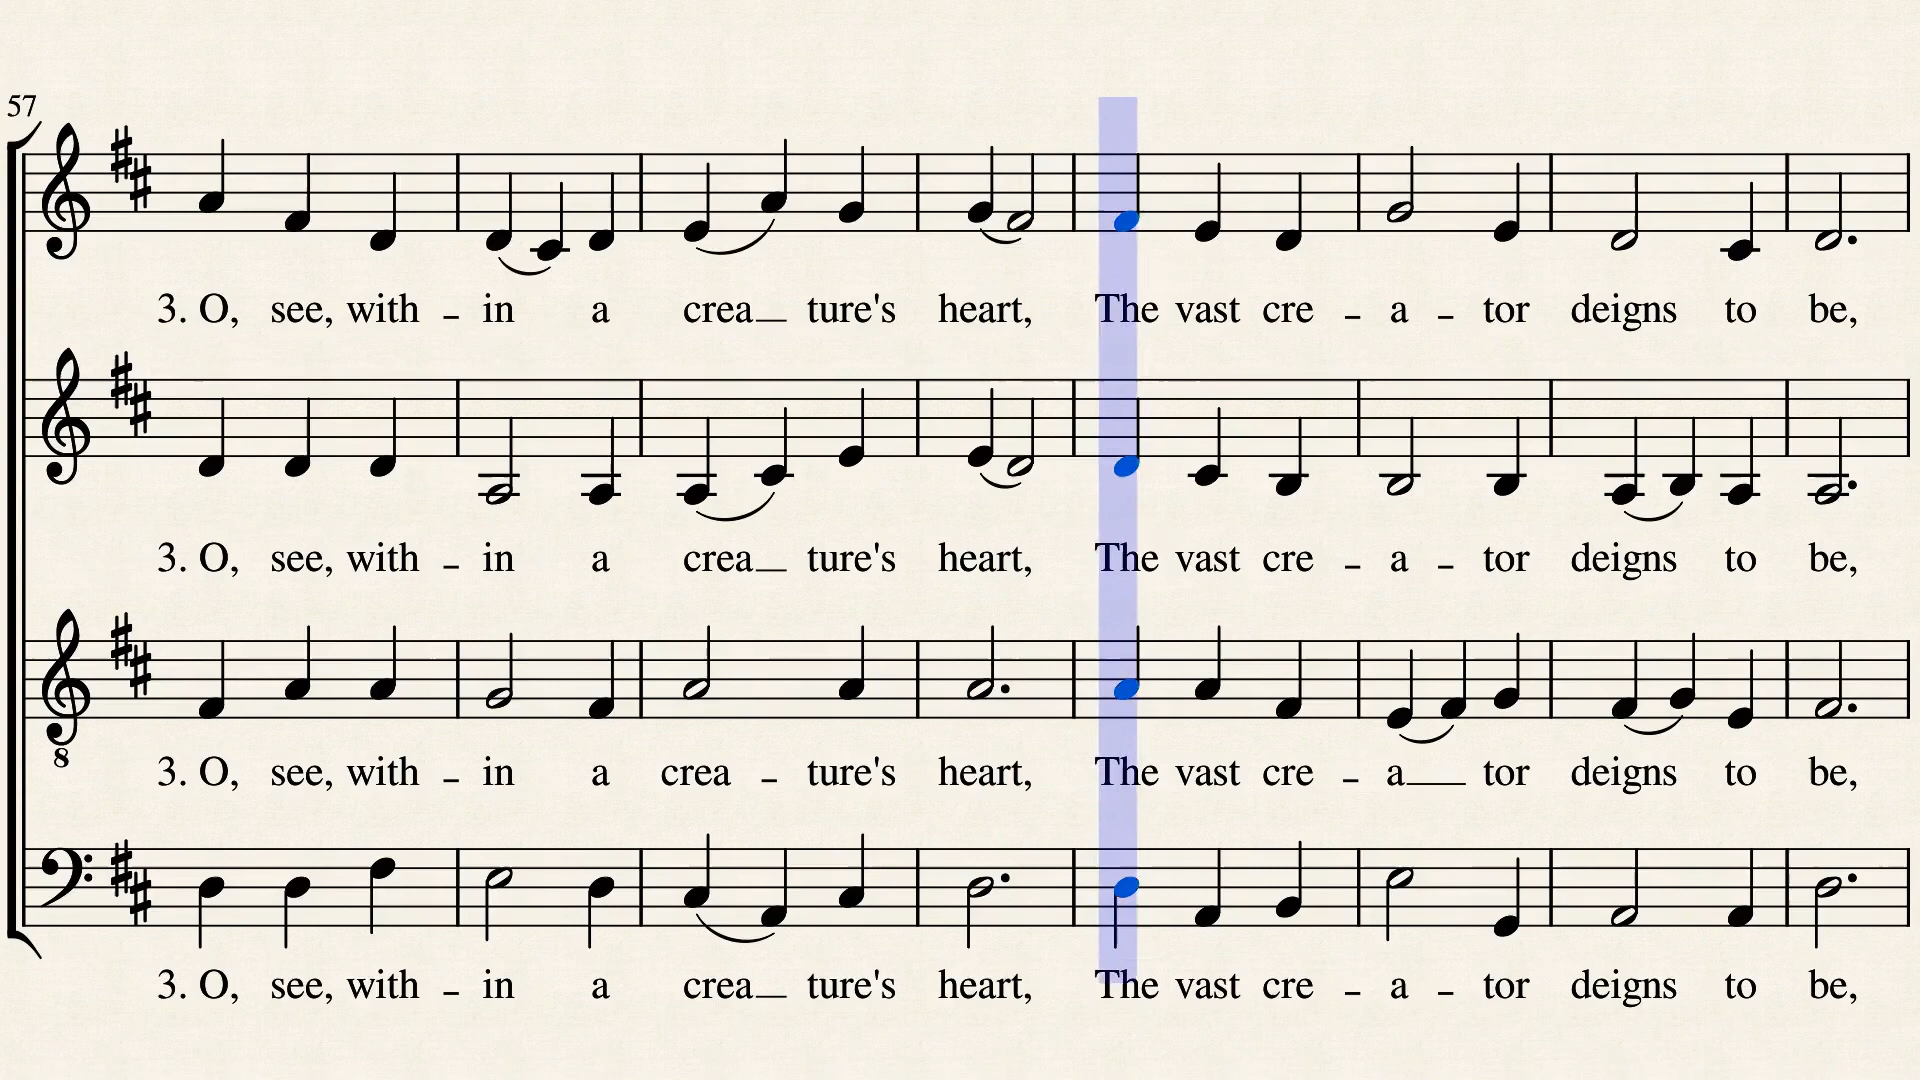 57
3. O, see, with - in a crea_ ture's heart, The vast cre - a - tor deigns to be,
3. O, see, with - in a crea_ ture's heart, The vast cre - a - tor deigns to be,
8
3. O, see, with - in a crea - ture's heart, The vast cre - a_ tor deigns to be,
3. O, see, with - in a crea_ ture's heart, The vast cre - a - tor deigns to be,